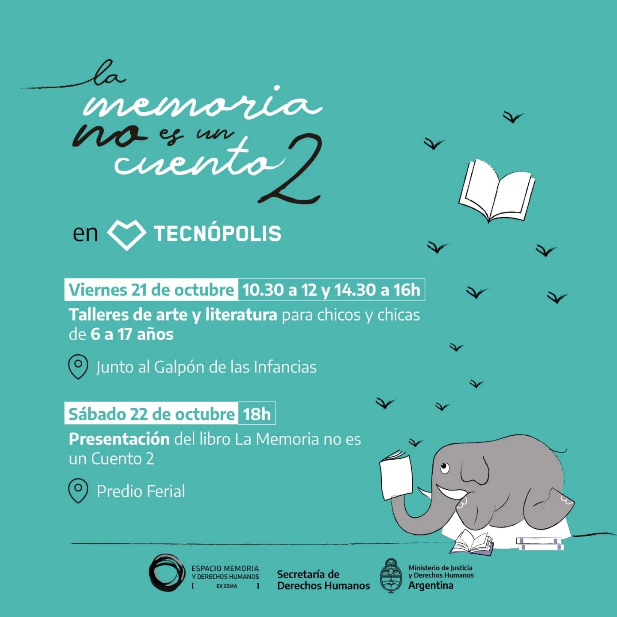 la
memoria
no es un
cuento 2
en TECNÓPOLIS
Viernes 21 de octubre 10.30 a 12 y 14.30 a 16h
Talleres de arte y literatura para chicos y chicas
de 6 a 17 años
Junto al Galpón de las Infancias
Sábado 22 de octubre 18h
Presentación del libro La Memoria no es
un Cuento 2
Predio Ferial
ESPACIO MEMORIA
Y DERECHOS HUMANOS
[ EX ESMA ]
Secretaría de
Derechos Humanos
Ministerio de Justicia
y Derechos Humanos
Argentina